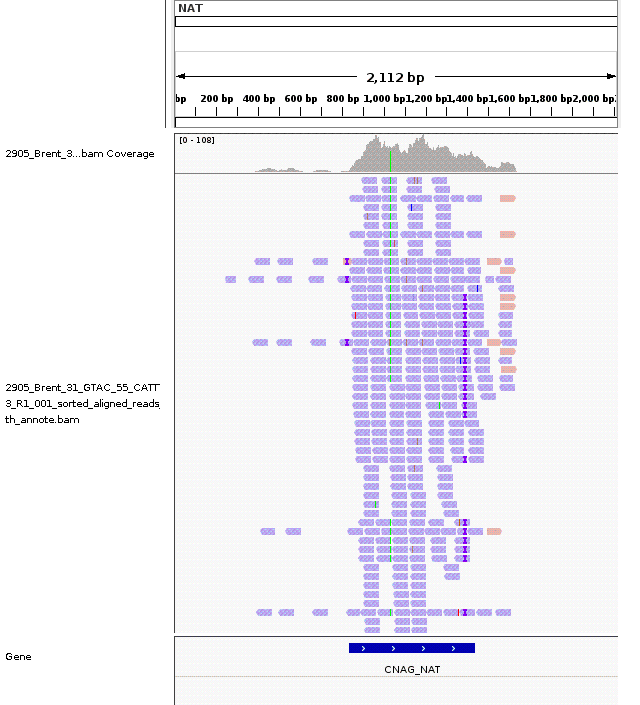 NAT
2,112 bp
bp 200 bp 400 bp 600 bp 800 bp 1,000 bp 1,200 bp 1,400 bp 1,600 bp 1,800 bp 2,000 bp
[0 - 108]
2905_Brent_3...bam Coverage
2905_Brent_31_GTAC_55_CATT
3_R1_001_sorted_aligned_reads_
th_annote.bam
Gene
CNAG_NAT